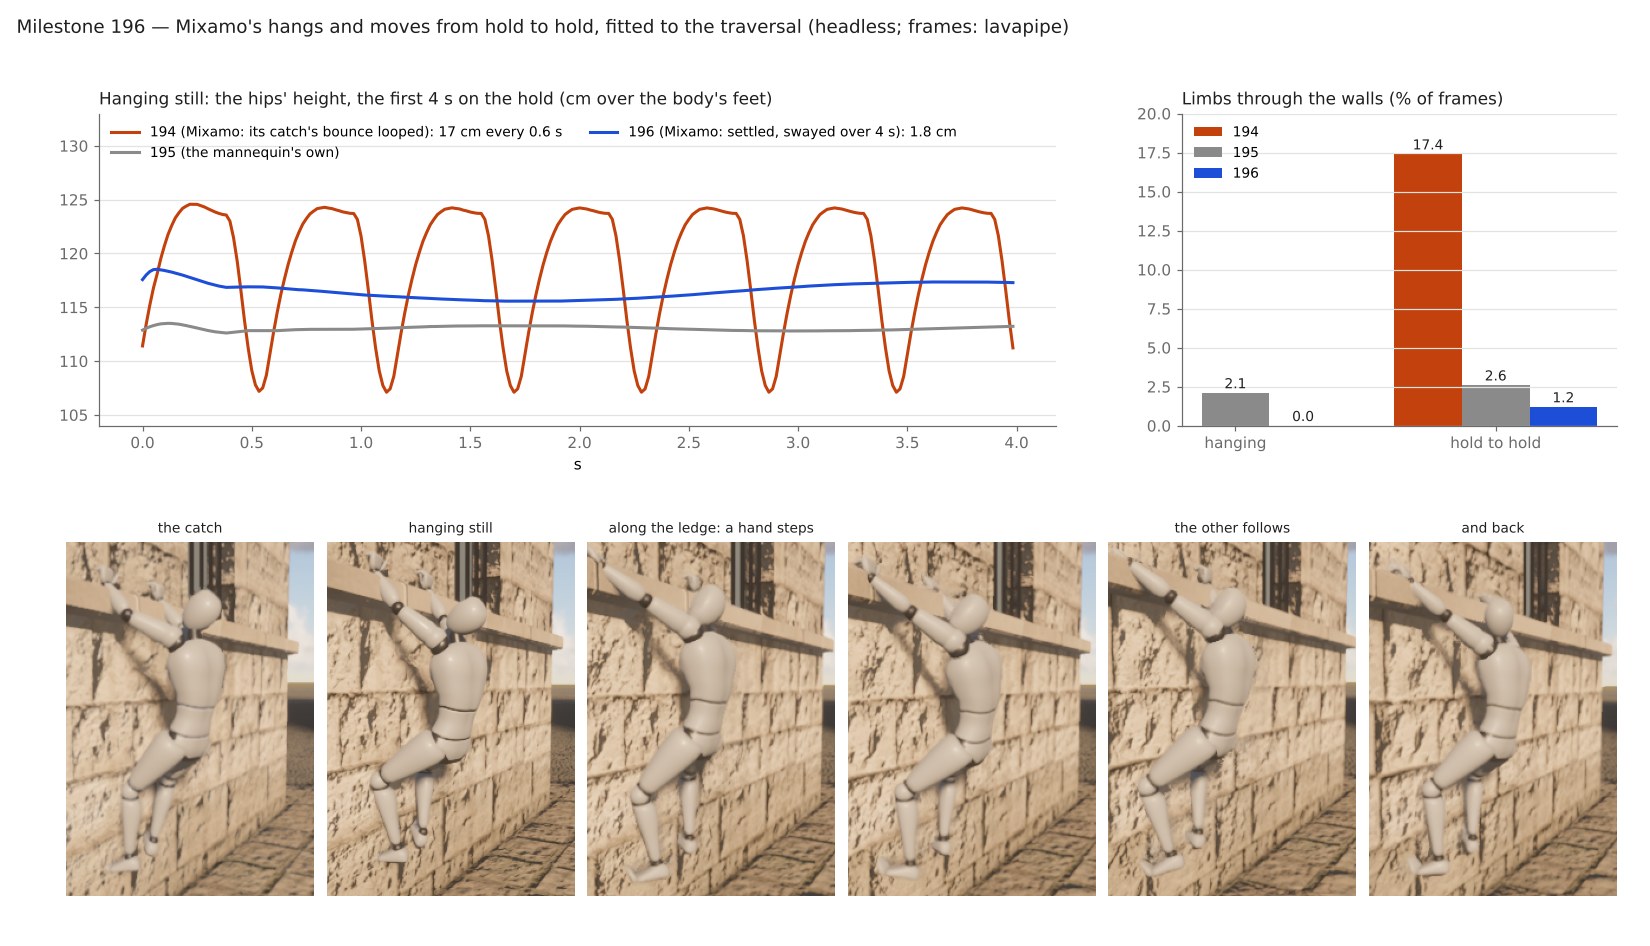 Milestone 196 — Mixamo's hangs and moves from hold to hold, fitted to the traversal (headless; frames: lavapipe)
Hanging still: the hips' height, the first 4 s on the hold (cm over the body's feet)
194 (Mixamo: its catch's bounce looped): 17 cm every 0.6 s
196 (Mixamo: settled, swayed over 4 s): 1.8 cm
195 (the mannequin's own)
130
125
120
115
110
105
0.0 0.5 1.0 1.5 2.0 2.5 3.0 3.5 4.0
s
Limbs through the walls (% of frames)
20.0
17.5
15.0
12.5
10.0
7.5
5.0
2.5
0.0
194
195
196
2.1
0.0
17.4
2.6
1.2
hanging
hold to hold
the catch
hanging still
along the ledge: a hand steps
the other follows
and back